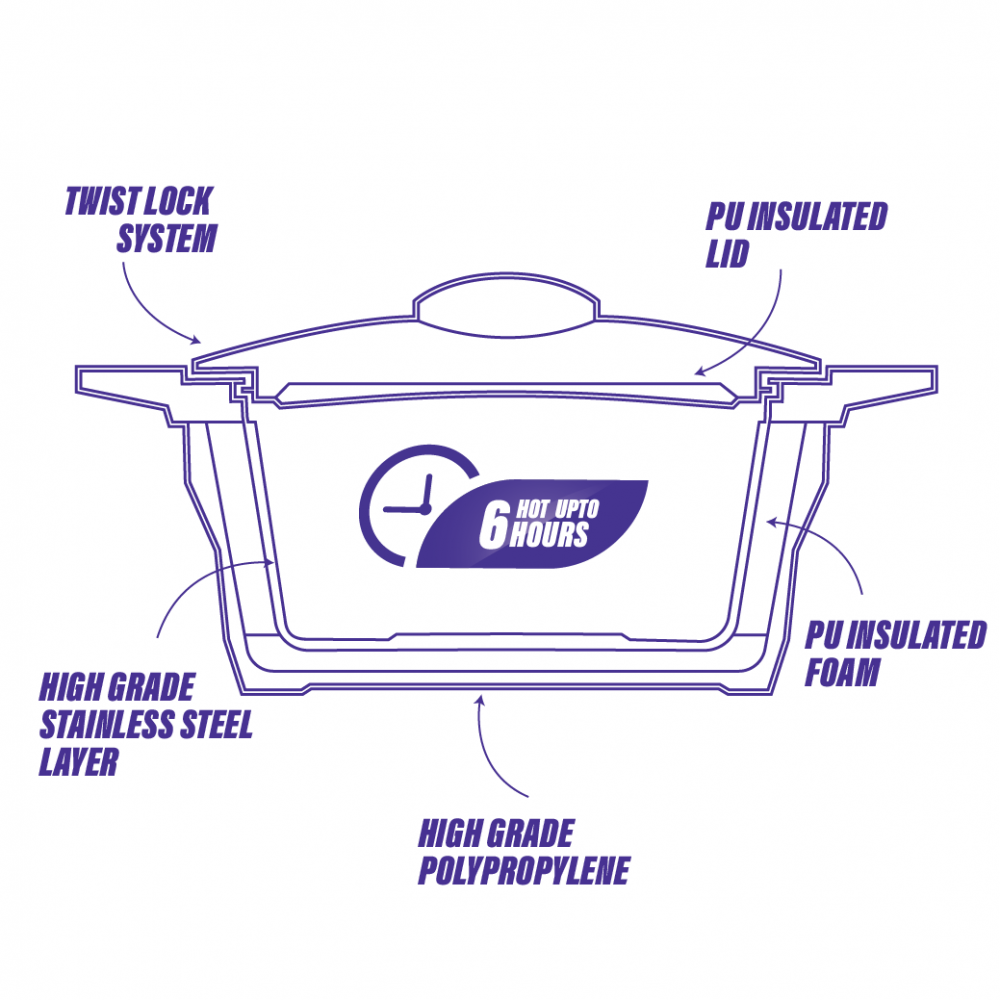 TWIST LOCK
SYSTEM
PU INSULATED
LID
6 HOT UPTO
HOURS
PU INSULATED
FOAM
HIGH GRADE
STAINLESS STEEL
LAYER
HIGH GRADE
POLYPROPYLENE